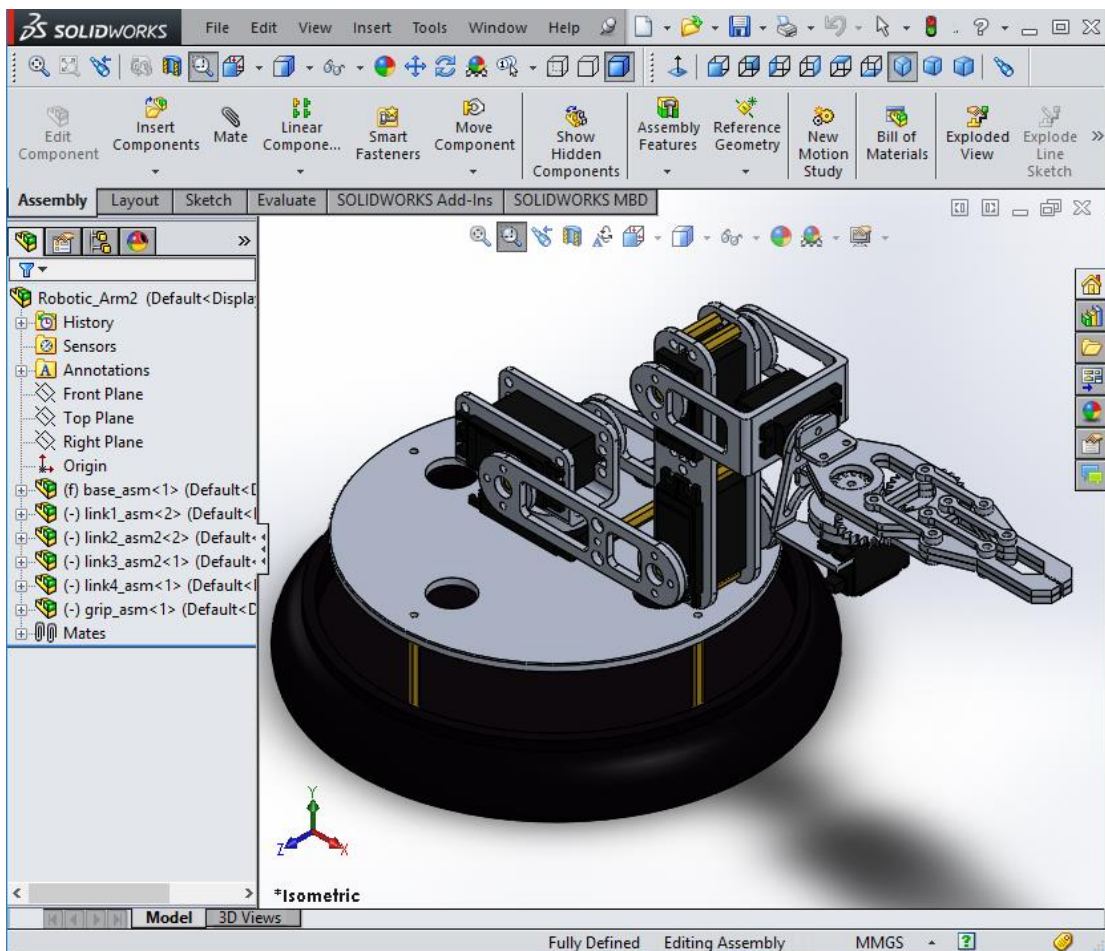 SOLIDWORKS File Edit View Insert Tools Window Help
Edit Component
Insert Components
Mate
Linear Compone...
Smart Fasteners
Move Component
Show Hidden Components
Assembly Features
Reference Geometry
New Motion Study
Bill of Materials
Exploded View
Explode Line Sketch
Assembly Layout Sketch Evaluate SOLIDWORKS Add-Ins SOLIDWORKS MBD
Robotic_Arm2 (Default<Displa
History
Sensors
A Annotations
Front Plane
Top Plane
Right Plane
Origin
(f) base_asm<1> (Default<D
(-) link1_asm<2> (Default<
(-) link2_asm2<2> (Default<
(-) link3_asm2<1> (Default<
(-) link4_asm<1> (Default<
(-) grip_asm<1> (Default<D
Mates
Y
Z X
*Isometric
Model 3D Views
Fully Defined Editing Assembly MMGS